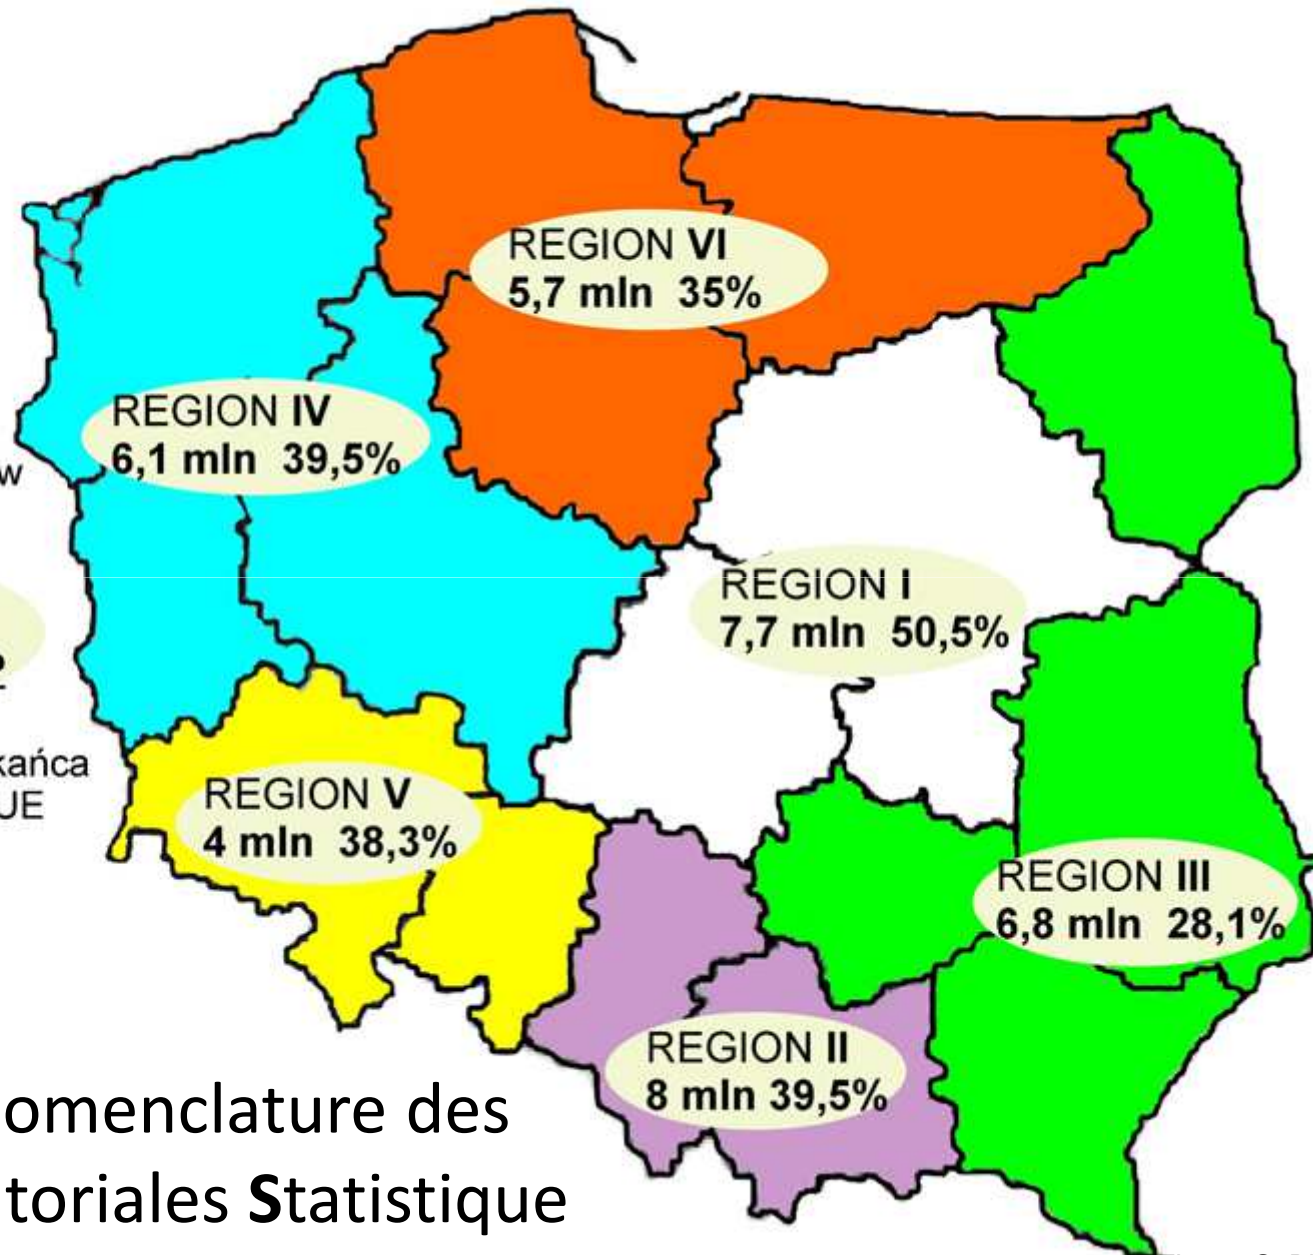 REGION VI
5,7 mln 35%
REGION IV
6,1 mln 39,5%
w
REGION I
7,7 mln 50,5%
kańca
UE
REGION V
4 mln 38,3%
REGION III
6,8 mln 28,1%
REGION II
8 mln 39,5%
omenclature des
toriales Statistique